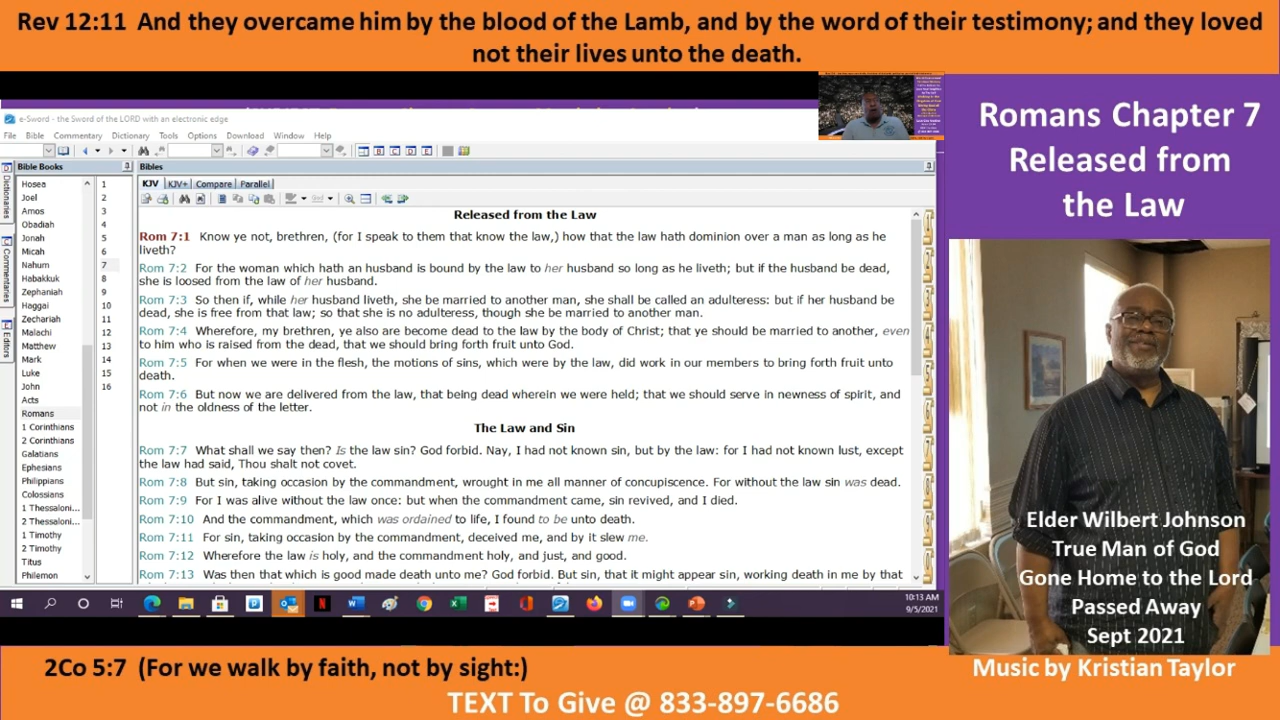 Rev 12:11 And they overcame him by the blood of the Lamb, and by the word of their testimony; and they loved
not their lives unto the death.
e-Sword - the Sword of the LORD with an electronic edge
File Bible Commentary Dictionary Tools Options Download Window Help
Bible Books
Hosea
Joel
Amos
Obadiah
Jonah
Micah
Nahum
Habakkuk
Zephaniah
Haggai
Zechariah
Malachi
Matthew
Mark
Luke
John
Acts
Romans
1 Corinthians
2 Corinthians
Galatians
Ephesians
Philippians
Colossians
1 Thessaloni...
2 Thessaloni...
1 Timothy
2 Timothy
Titus
Philemon
1
2
3
4
5
6
7
8
9
10
11
12
13
14
15
16
Dictionaries
Commentaries
Editors
Bibles
KJV KJV+ Compare Parallel
Released from the Law
Rom 7:1 Know ye not, brethren, (for I speak to them that know the law,) how that the law hath dominion over a man as long as he
liveth?
Rom 7:2 For the woman which hath an husband is bound by the law to her husband so long as he liveth; but if the husband be dead,
she is loosed from the law of her husband.
Rom 7:3 So then if, while her husband liveth, she be married to another man, she shall be called an adulteress: but if her husband be
dead, she is free from that law; so that she is no adulteress, though she be married to another man.
Rom 7:4 Wherefore, my brethren, ye also are become dead to the law by the body of Christ; that ye should be married to another, even
to him who is raised from the dead, that we should bring forth fruit unto God.
Rom 7:5 For when we were in the flesh, the motions of sins, which were by the law, did work in our members to bring forth fruit unto
death.
Rom 7:6 But now we are delivered from the law, that being dead wherein we were held; that we should serve in newness of spirit, and
not in the oldness of the letter.
The Law and Sin
Rom 7:7 What shall we say then? Is the law sin? God forbid. Nay, I had not known sin, but by the law: for I had not known lust, except
the law had said, Thou shalt not covet.
Rom 7:8 But sin, taking occasion by the commandment, wrought in me all manner of concupiscence. For without the law sin was dead.
Rom 7:9 For I was alive without the law once: but when the commandment came, sin revived, and I died.
Rom 7:10 And the commandment, which was ordained to life, I found to be unto death.
Rom 7:11 For sin, taking occasion by the commandment, deceived me, and by it slew me.
Rom 7:12 Wherefore the law is holy, and the commandment holy, and just, and good.
Rom 7:13 Was then that which is good made death unto me? God forbid. But sin, that it might appear sin, working death in me by that
10:13 AM
9/5/2021
Romans Chapter 7
Released from
the Law
Elder Wilbert Johnson
True Man of God
Gone Home to the Lord
Passed Away
Sept 2021
2Co 5:7 (For we walk by faith, not by sight:)
Music by Kristian Taylor
TEXT To Give @ 833-897-6686